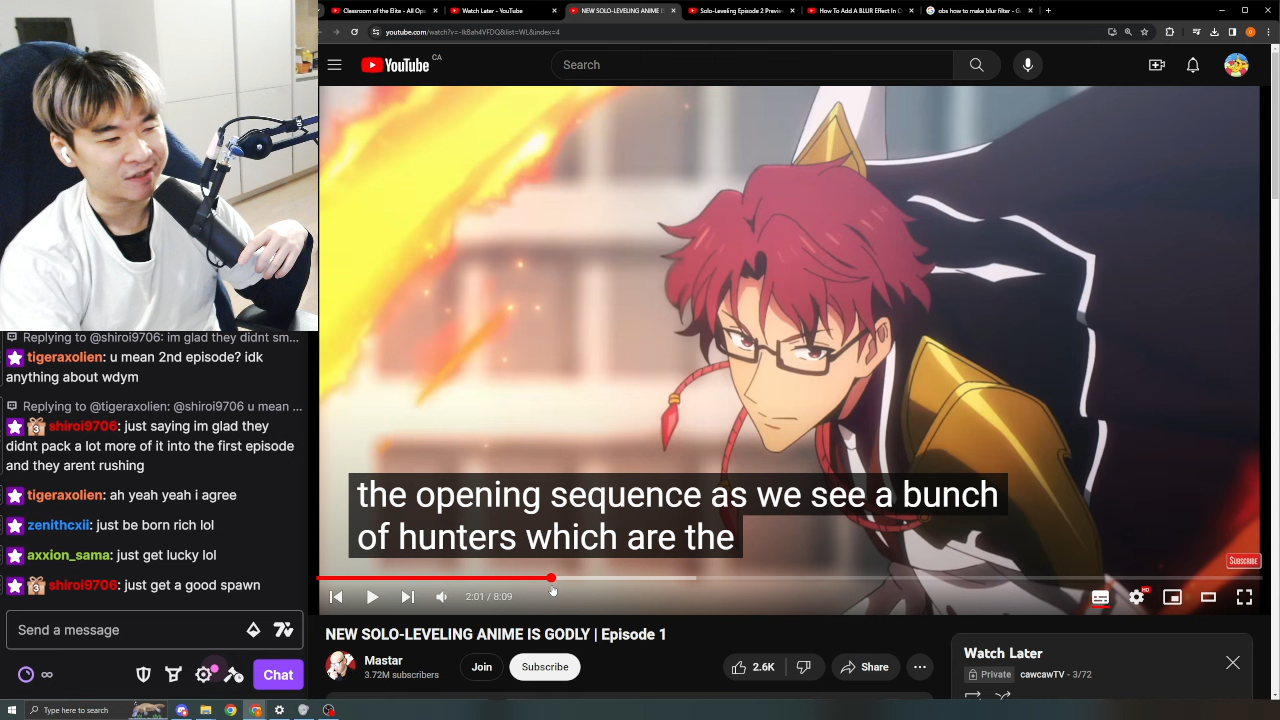 Classroom of the Elite - All Op
Watch Later - YouTube
NEW SOLO-LEVELING ANIME IS
Solo-Leveling Episode 2 Previe
How To Add A BLUR Effect In O
obs how to make blur filter - G
youtube.com/watch?v=-IkBah4VFDQ&list=WL&index=4
YouTube CA
Search
Replying to @shiroi9706: im glad they didnt sm...
tigeraxolien: u mean 2nd episode? idk
anything about wdym
Replying to @tigeraxolien: @shiroi9706 u mean ...
3 shiroi9706: just saying im glad they
didnt pack a lot more of it into the first episode
and they arent rushing
tigeraxolien: ah yeah yeah i agree
zenithcxii: just be born rich lol
axxion_sama: just get lucky lol
3 shiroi9706: just get a good spawn
Send a message
Chat
the opening sequence as we see a bunch
of hunters which are the
SUBSCRIBE
2:01 / 8:09
HD
NEW SOLO-LEVELING ANIME IS GODLY | Episode 1
Mastar
3.72M subscribers
Join
Subscribe
2.6K
Share
Watch Later
Private cawcawTV - 3/72
Type here to search